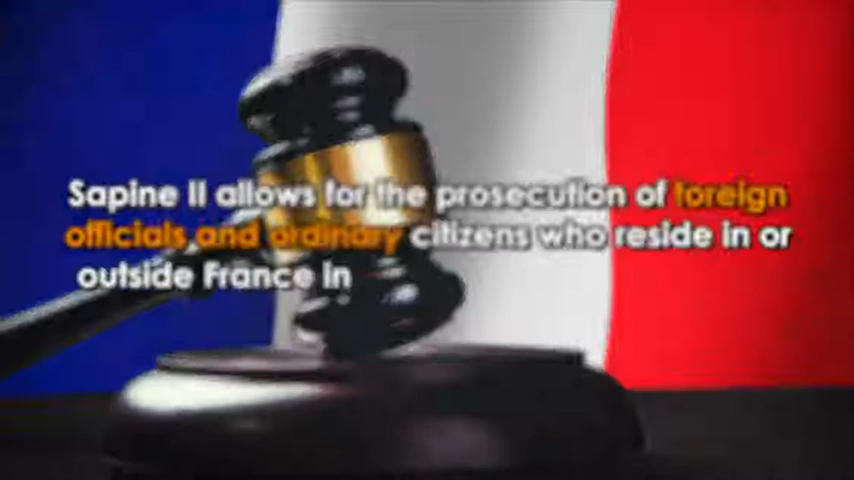 Sapine II allows for the prosecution of foreign
officials and ordinary citizens who reside in or
outside France in